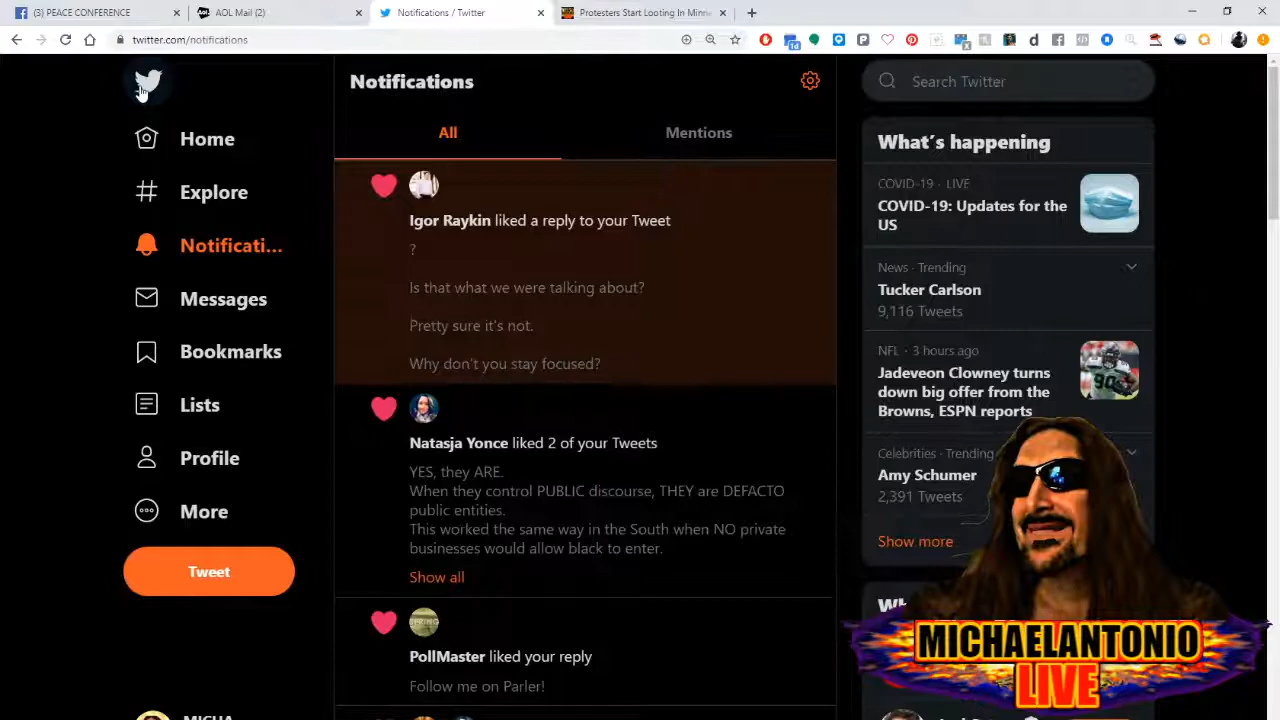 (3) PEACE CONFERENCE
AOL Mail (2)
Notifications / Twitter
Protesters Start Looting In Minne
twitter.com/notifications
Home
Explore
Notificati...
Messages
Bookmarks
Lists
Profile
More
Tweet
Notifications
All
Mentions
Igor Raykin liked a reply to your Tweet
?
Is that what we were talking about?
Pretty sure it's not.
Why don't you stay focused?
Natasja Yonce liked 2 of your Tweets
YES, they ARE.
When they control PUBLIC discourse, THEY are DEFACTO
public entities.
This worked the same way in the South when NO private
businesses would allow black to enter.
Show all
PollMaster liked your reply
Follow me on Parler!
Search Twitter
What's happening
COVID-19 · LIVE
COVID-19: Updates for the
US
News · Trending
Tucker Carlson
9,116 Tweets
NFL · 3 hours ago
Jadeveon Clowney turns
down big offer from the
Browns, ESPN reports
Celebrities · Trending
Amy Schumer
2,391 Tweets
Show more
MICHAELANTONIO
LIVE